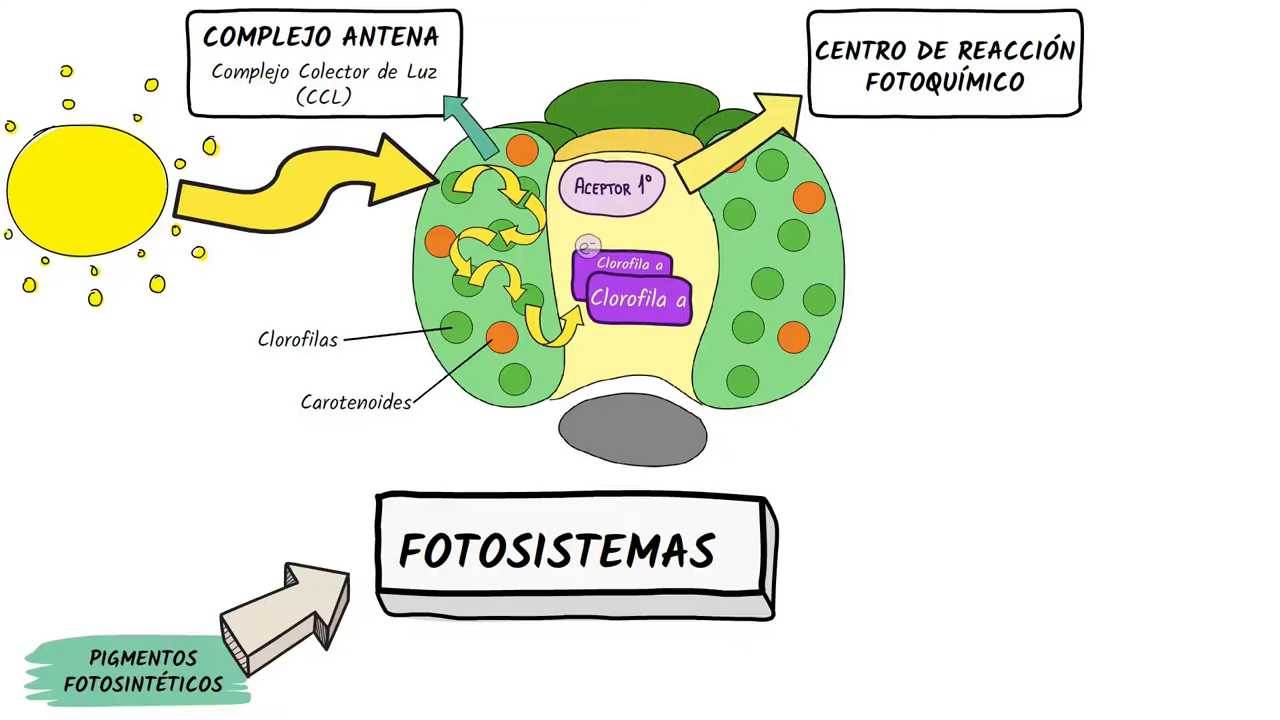 COMPLEJO ANTENA
Complejo Colector de Luz
(CCL)
CENTRO DE REACCIÓN
FOTOQUÍMICO
ACEPTOR 1º
e-
Clorofila a
Clorofila a
Clorofilas
Carotenoides
FOTOSISTEMAS
PIGMENTOS
FOTOSINTÉTICOS